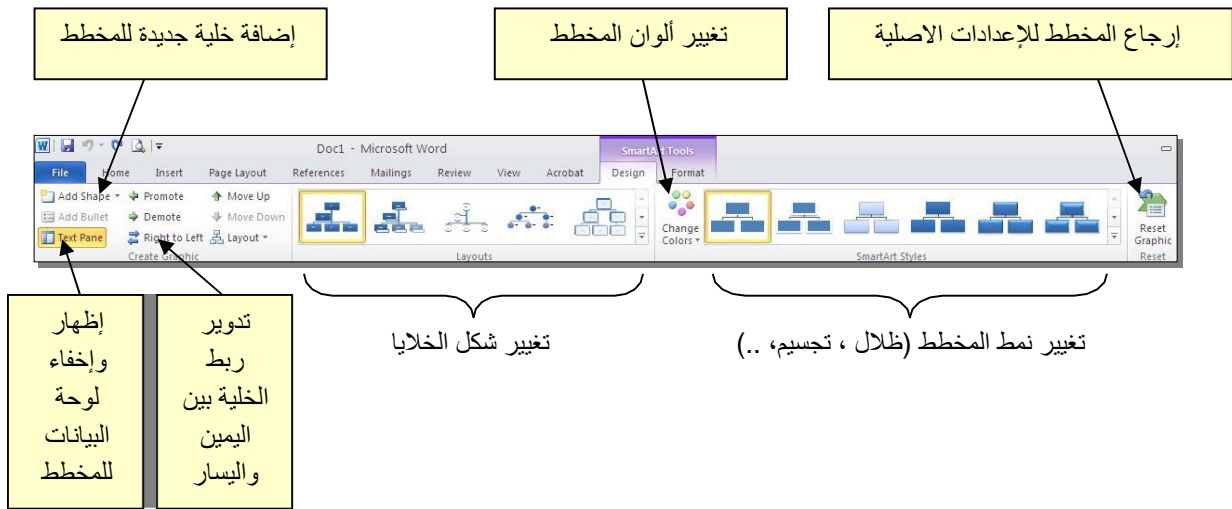 إضافة خلية جديدة للمخطط
تغيير ألوان المخطط
إرجاع المخطط للإعدادات الاصلية
Doc1 - Microsoft Word
SmartArt Tools
File Home Insert Page Layout References Mailings Review View Acrobat Design Format
Add Shape Promote Move Up
Add Bullet Demote Move Down
Text Pane Right to Left Layout
Change Colors
Reset Graphic
Create Graphic Layouts SmartArt Styles Reset
إظهار
وإخفاء
لوحة
البيانات
للمخطط
تدوير
ربط
الخلية بين
اليمين
واليسار
تغيير شكل الخلايا
تغيير نمط المخطط (ظلال ، تجسيم، ..)